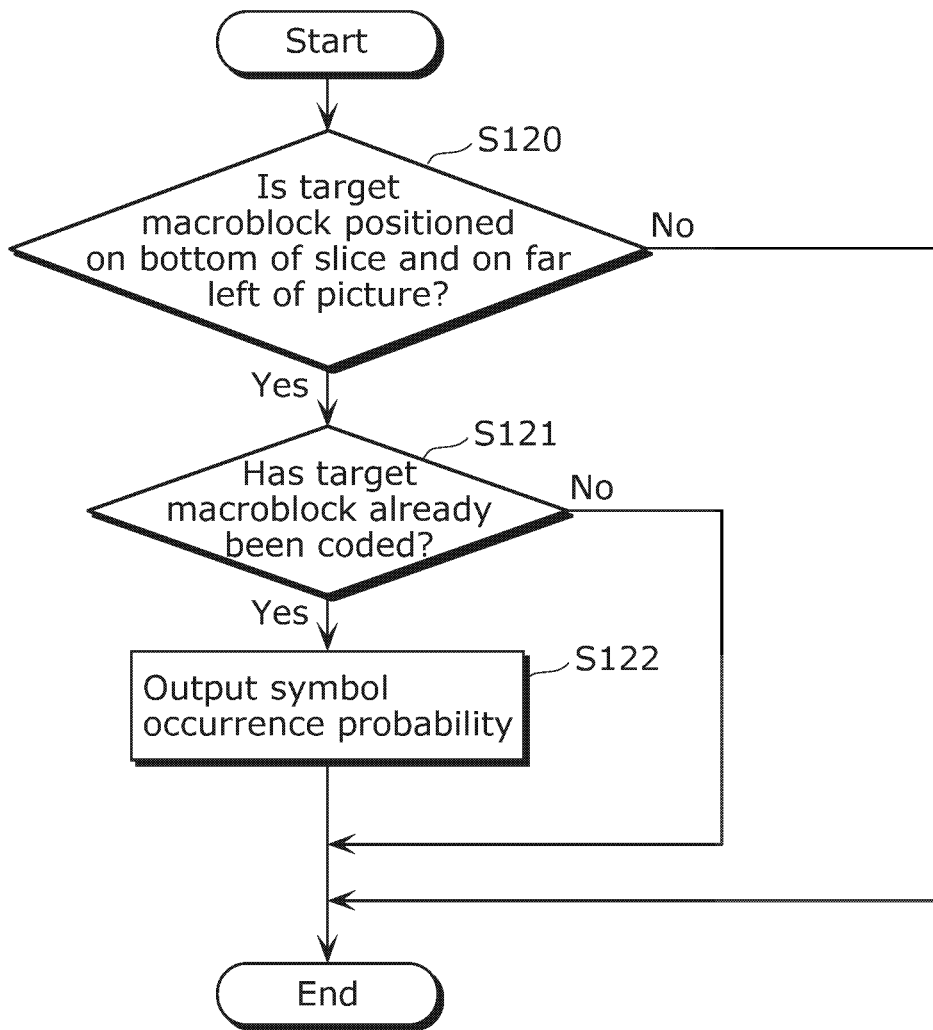 Start
S120
Is target
macroblock positioned
on bottom of slice and on far
left of picture?
No
Yes
S121
Has target
macroblock already
been coded?
No
Yes
S122
Output symbol
occurrence probability
End